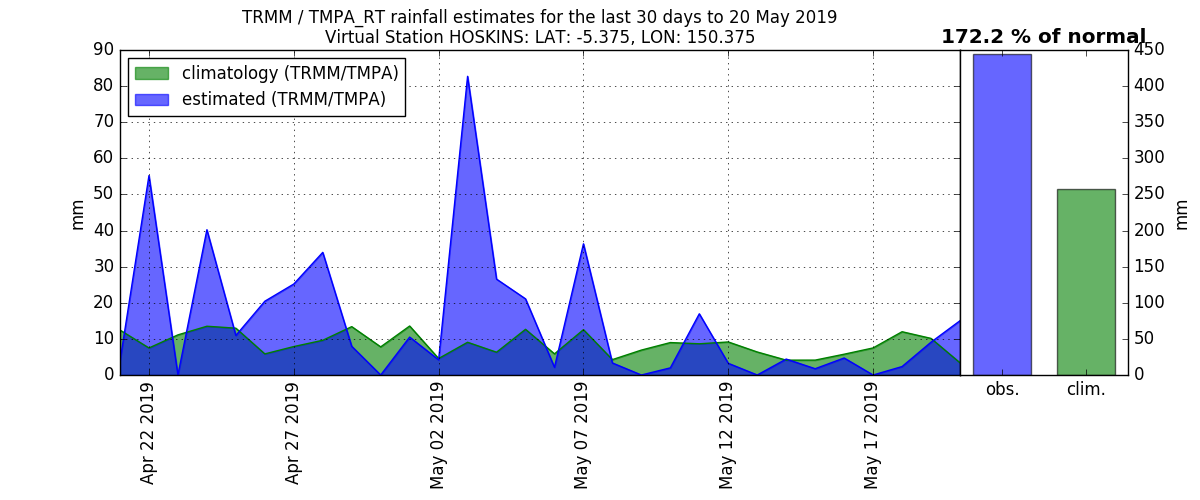 TRMM / TMPA_RT rainfall estimates for the last 30 days to 20 May 2019
Virtual Station HOSKINS: LAT: -5.375, LON: 150.375
172.2 % of normal
climatology (TRMM/TMPA)
estimated (TRMM/TMPA)
90
80
70
60
50
40
30
20
10
0
mm
450
400
350
300
250
200
150
100
50
0
mm
Apr 22 2019
Apr 27 2019
May 02 2019
May 07 2019
May 12 2019
May 17 2019
obs.
clim.